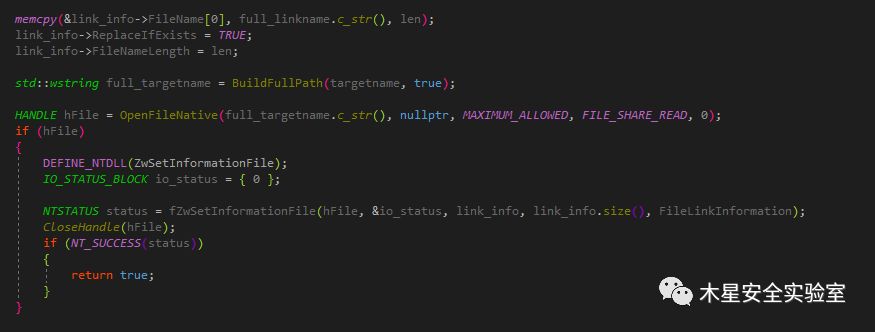 memcpy(&link_info->FileName[0], full_linkname.c_str(), len);
link_info->ReplaceIfExists = TRUE;
link_info->FileNameLength = len;

std::wstring full_targetname = BuildFullPath(targetname, true);

HANDLE hFile = OpenFileNative(full_targetname.c_str(), nullptr, MAXIMUM_ALLOWED, FILE_SHARE_READ, 0);
if (hFile)
{
    DEFINE_NTDLL(ZwSetInformationFile);
    IO_STATUS_BLOCK io_status = { 0 };

    NTSTATUS status = fZwSetInformationFile(hFile, &io_status, link_info, link_info.size(), FileLinkInformation);
    CloseHandle(hFile);
    if (NT_SUCCESS(status))
    {
        return true;
    }
}
木星安全实验室